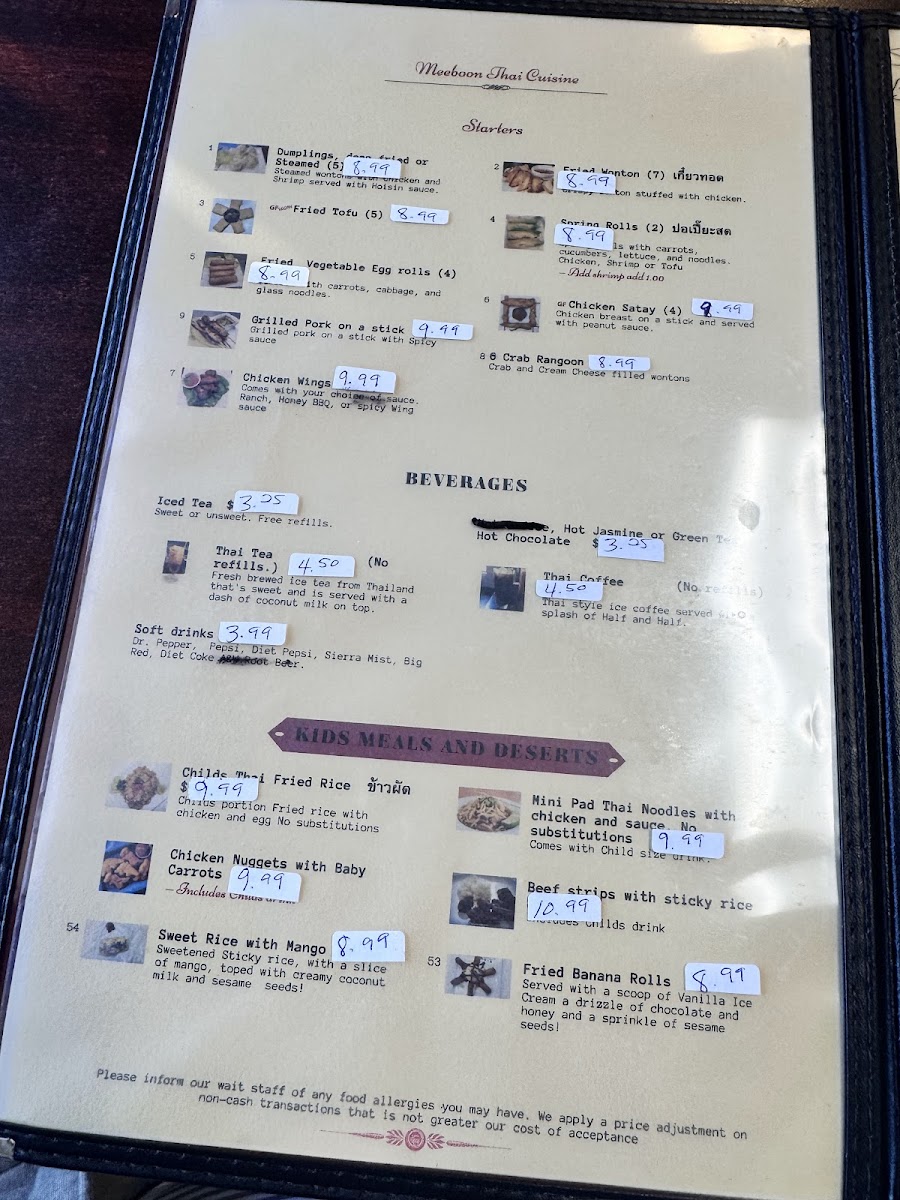 Meeboon Thai Cuisine
Starters
1
Dumplings, deep fried or
Steamed (5) 8.99
Steamed wontons with chicken and
Shrimp served with Hoisin sauce.
2
Fried Wonton (7) เกี๊ยวทอด
8.99
stuffed with chicken.
3
GF Fried Tofu (5) 8.99
4
Spring Rolls (2) ปอเปี๊ยะสด
8.99
with carrots,
cucumbers, lettuce, and noodles.
Chicken, Shrimp or Tofu
- Add shrimp add 1.00
5
Fried Vegetable Egg rolls (4)
8.99
with carrots, cabbage, and
glass noodles.
6
GF Chicken Satay (4) 9.99
Chicken breast on a stick and served
with peanut sauce.
9
Grilled Pork on a stick 9.99
Grilled pork on a stick with Spicy
sauce
8 6 Crab Rangoon 8.99
Crab and Cream Cheese filled wontons
7
Chicken Wings 9.99
Comes with your choice of sauce.
Ranch, Honey BBQ, or spicy Wing
sauce
BEVERAGES
Iced Tea $3.25
Sweet or unsweet. Free refills.
Hot Jasmine or Green
Hot Chocolate $3.25
Thai Tea (No
refills.) 4.50
Fresh brewed ice tea from Thailand
that's sweet and is served with a
dash of coconut milk on top.
Thai Coffee (No refills)
4.50
Thai style ice coffee served
splash of Half and Half.
Soft drinks 3.99
Dr. Pepper, Pepsi, Diet Pepsi, Sierra Mist, Big
Red, Diet Coke Root Beer.
KIDS MEALS AND DESERTS
Childs Thai Fried Rice ข้าวผัด
$9.99
Childs portion Fried rice with
chicken and egg No substitutions
Mini Pad Thai Noodles with
chicken and sauce. No
substitutions 9.99
Comes with Child size drink.
Chicken Nuggets with Baby
Carrots 9.99
- Includes Childs drink
Beef strips with sticky rice
10.99
Includes Childs drink
54
Sweet Rice with Mango 8.99
Sweetened Sticky rice, with a slice
of mango, toped with creamy coconut
milk and sesame seeds!
53
Fried Banana Rolls 8.99
Served with a scoop of Vanilla Ice
Cream a drizzle of chocolate and
honey and a sprinkle of sesame
seeds!
Please inform our wait staff of any food allergies you may have. We apply a price adjustment on
non-cash transactions that is not greater our cost of acceptance